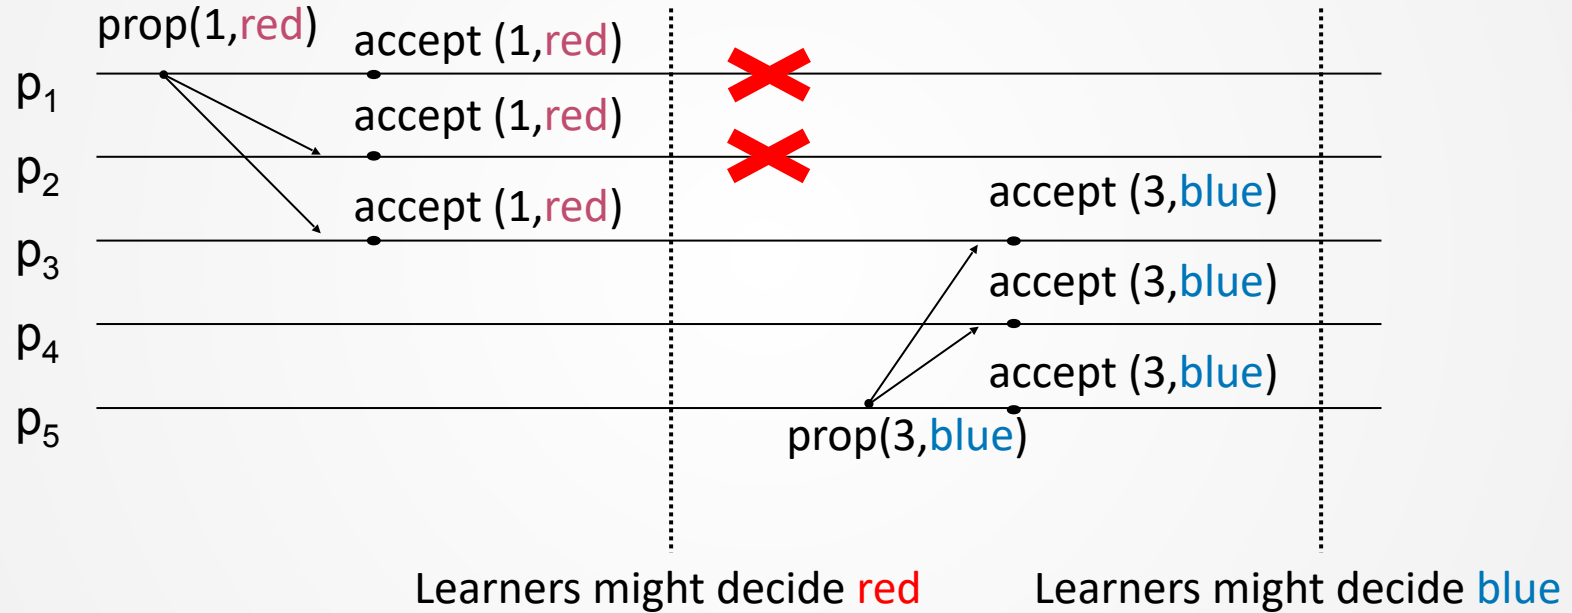 prop(1,red)
accept (1,red)
p₁
accept (1,red)
p₂
accept (3,blue)
accept (1,red)
p₃
accept (3,blue)
p₄
accept (3,blue)
p₅
prop(3,blue)
Learners might decide red
Learners might decide blue